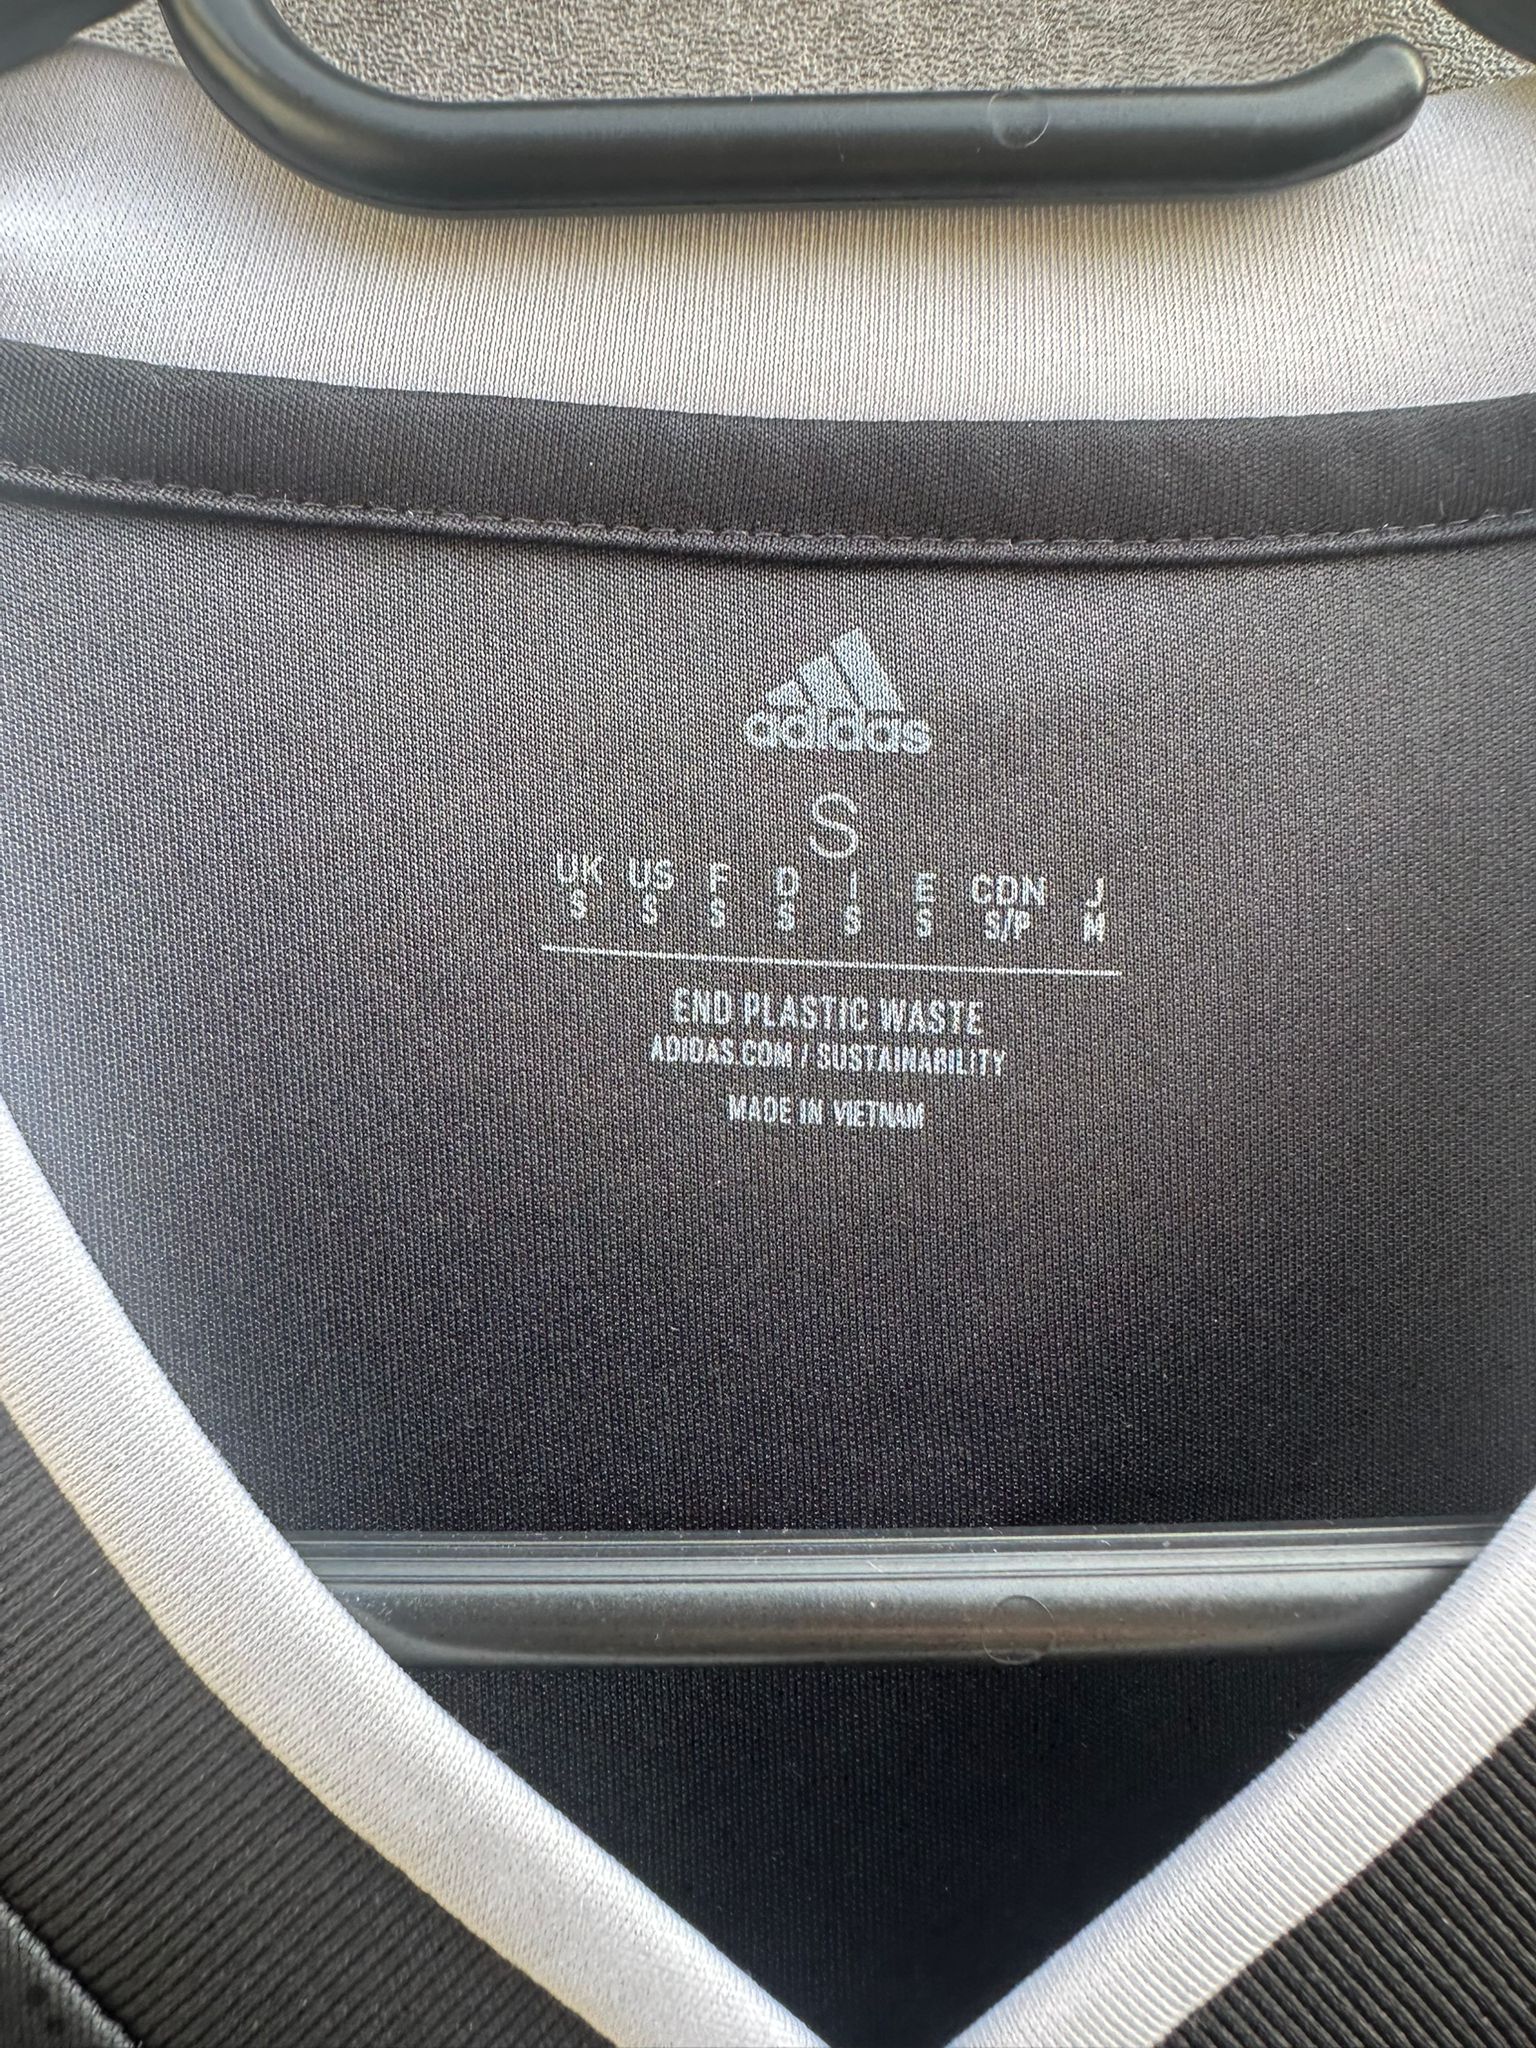 adidas
S
UK US F D I E CDN J
S S S S S S S/P M
END PLASTIC WASTE
ADIDAS.COM / SUSTAINABILITY
MADE IN VIETNAM